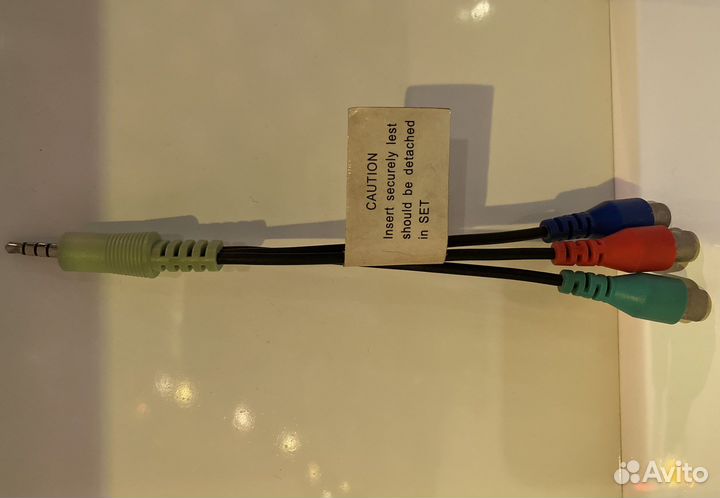 CAUTION
Insert securely lest
should be detached
in SET
Avito